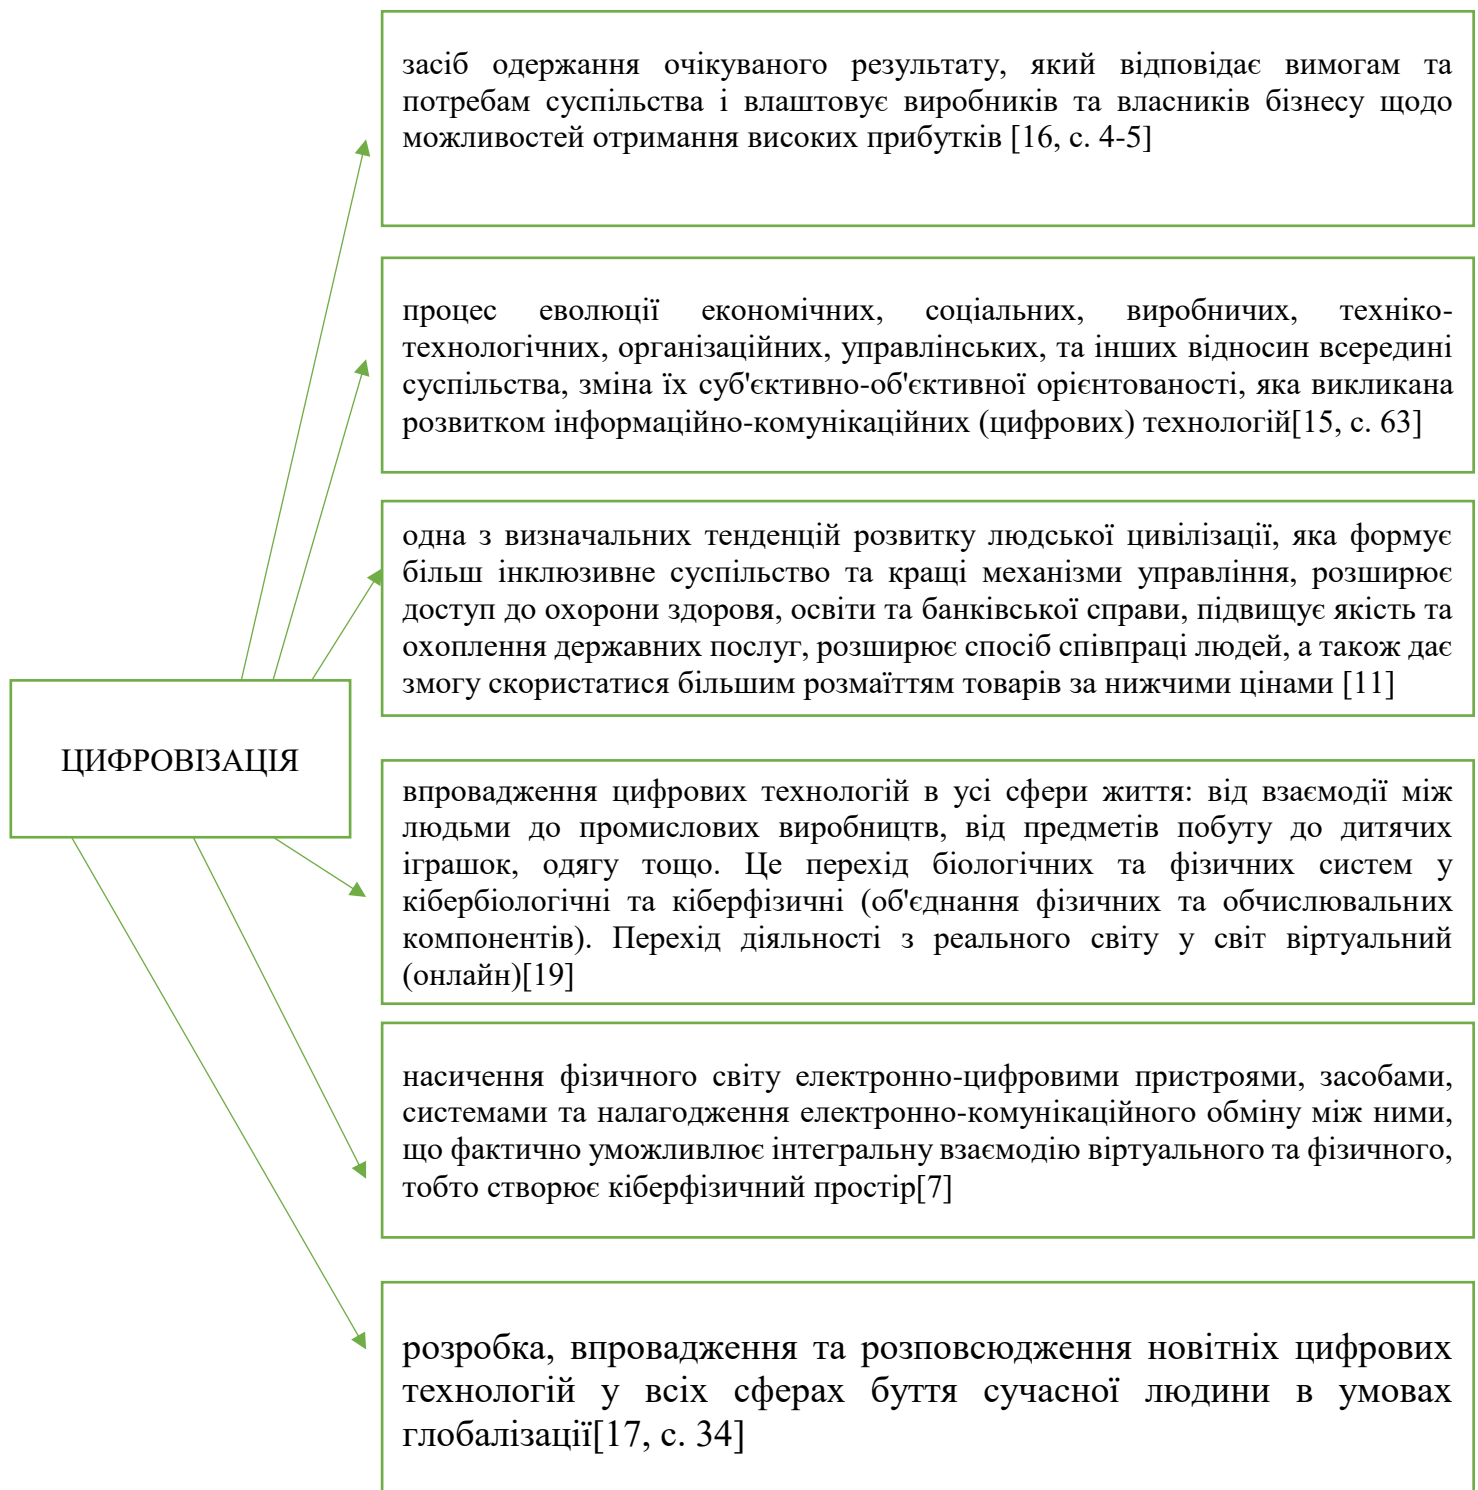 засіб одержання очікуваного результату, який відповідає вимогам та
потребам суспільства і влаштовує виробників та власників бізнесу щодо
можливостей отримання високих прибутків [16, с. 4-5]
процес еволюції економічних, соціальних, виробничих, техніко-
технологічних, організаційних, управлінських, та інших відносин всередині
суспільства, зміна їх суб'єктивно-об'єктивної орієнтованості, яка викликана
розвитком інформаційно-комунікаційних (цифрових) технологій[15, с. 63]
одна з визначальних тенденцій розвитку людської цивілізації, яка формує
більш інклюзивне суспільство та кращі механізми управління, розширює
доступ до охорони здоровя, освіти та банківської справи, підвищує якість та
охоплення державних послуг, розширює спосіб співпраці людей, а також дає
змогу скористатися більшим розмаїттям товарів за нижчими цінами [11]
ЦИФРОВІЗАЦІЯ
впровадження цифрових технологій в усі сфери життя: від взаємодії між
людьми до промислових виробництв, від предметів побуту до дитячих
іграшок, одягу тощо. Це перехід біологічних та фізичних систем у
кібербіологічні та кіберфізичні (об'єднання фізичних та обчислювальних
компонентів). Перехід діяльності з реального світу у світ віртуальний
(онлайн)[19]
насичення фізичного світу електронно-цифровими пристроями, засобами,
системами та налагодження електронно-комунікаційного обміну між ними,
що фактично уможливлює інтегральну взаємодію віртуального та фізичного,
тобто створює кіберфізичний простір[7]
розробка, впровадження та розповсюдження новітніх цифрових
технологій у всіх сферах буття сучасної людини в умовах
глобалізації[17, с. 34]